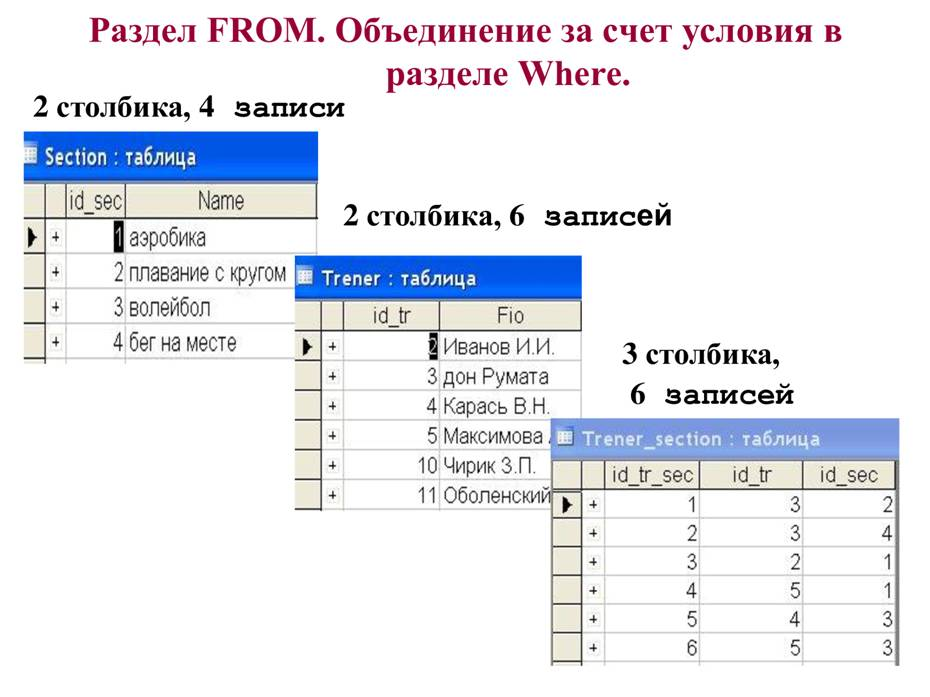 Раздел FROM. Объединение за счет условия в
разделе Where.
2 столбика, 4 записи
Section : таблица
id_sec Name
+ 1 аэробика
+ 2 плавание с кругом
+ 3 волейбол
+ 4 бег на месте
2 столбика, 6 записей
Trener : таблица
id_tr Fio
+ 2 Иванов И.И.
+ 3 дон Румата
+ 4 Карась В.Н.
+ 5 Максимова
+ 10 Чирик З.П.
+ 11 Оболенский
3 столбика,
6 записей
Trener_section : таблица
id_tr_sec id_tr id_sec
+ 1 3 2
+ 2 3 4
+ 3 2 1
+ 4 5 1
+ 5 4 3
+ 6 5 3